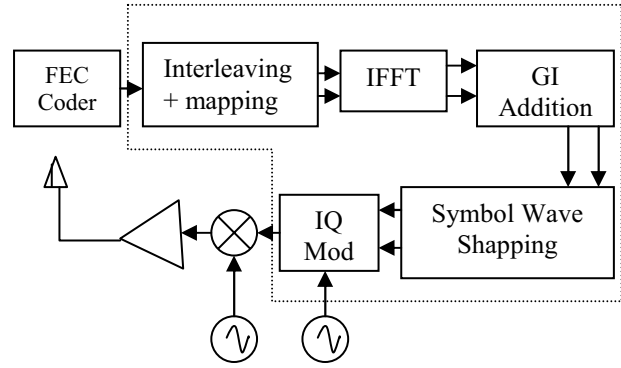 FEC
Coder
Interleaving
+ mapping
IFFT
GI
Addition
IQ
Mod
Symbol Wave
Shapping